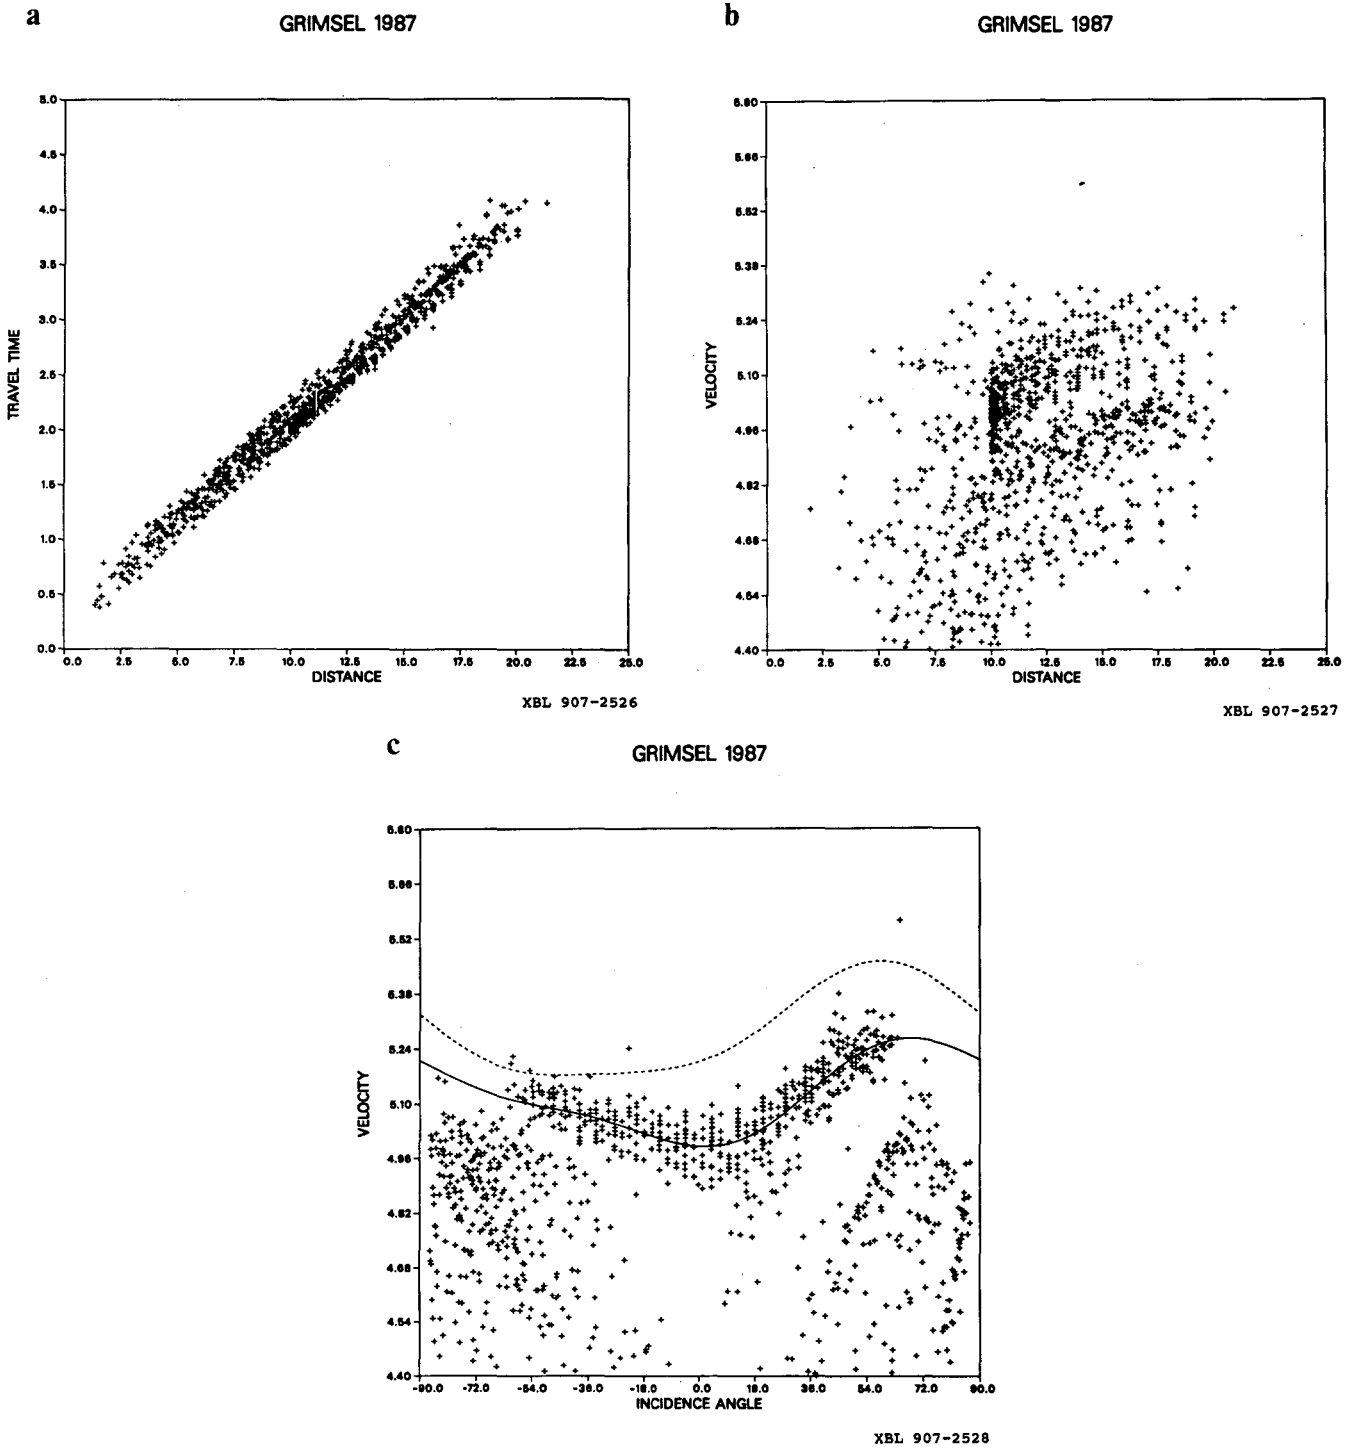 a
GRIMSEL 1987
5.0
4.5
4.0
3.5
3.0
2.5
2.0
1.5
1.0
0.5
0.0
TRAVEL TIME
0.0 2.5 5.0 7.5 10.0 12.5 15.0 17.5 20.0 22.5 25.0
DISTANCE
XBL 907-2526
b
GRIMSEL 1987
5.80
5.66
5.52
5.38
5.24
5.10
4.96
4.82
4.68
4.54
4.40
VELOCITY
0.0 2.5 5.0 7.5 10.0 12.5 15.0 17.5 20.0 22.5 25.0
DISTANCE
XBL 907-2527
c
GRIMSEL 1987
5.80
5.66
5.52
5.38
5.24
5.10
4.96
4.82
4.68
4.54
4.40
VELOCITY
-90.0 -72.0 -54.0 -36.0 -18.0 0.0 18.0 36.0 54.0 72.0 90.0
INCIDENCE ANGLE
XBL 907-2528